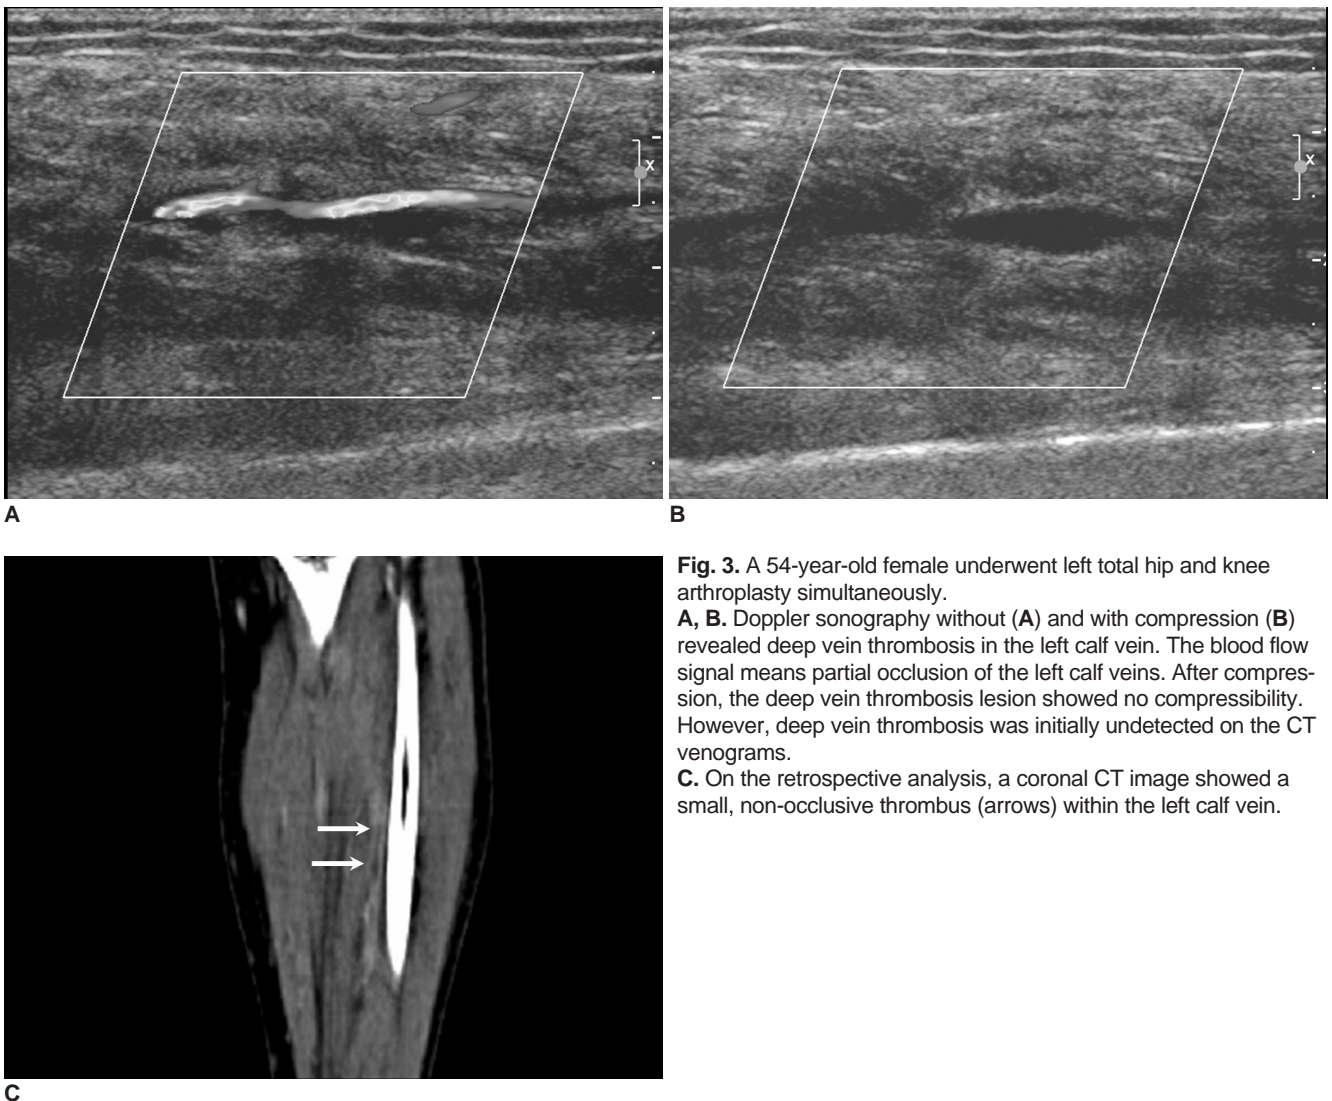 X
X
A
B
Fig. 3. A 54-year-old female underwent left total hip and knee
arthroplasty simultaneously.
A, B. Doppler sonography without (A) and with compression (B)
revealed deep vein thrombosis in the left calf vein. The blood flow
signal means partial occlusion of the left calf veins. After compres-
sion, the deep vein thrombosis lesion showed no compressibility.
However, deep vein thrombosis was initially undetected on the CT
venograms.
C. On the retrospective analysis, a coronal CT image showed a
small, non-occlusive thrombus (arrows) within the left calf vein.
C